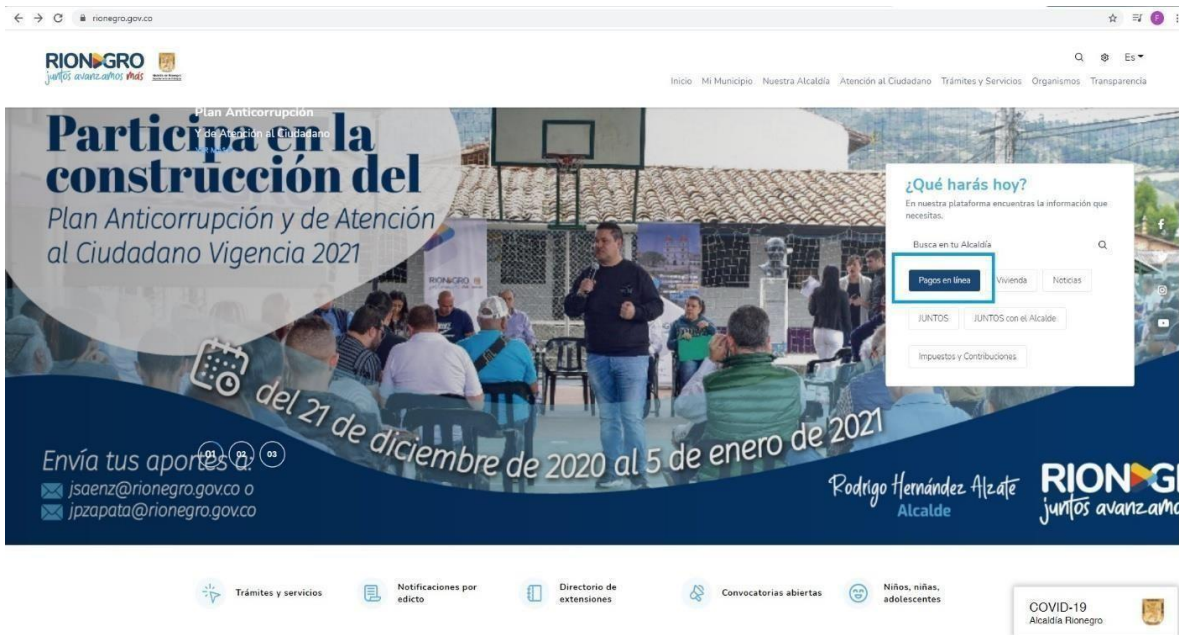 rionegro.gov.co
RIONEGRO
juntos avanzamos más
Es
Inicio Mi Municipio Nuestra Alcaldía Atención al Ciudadano Trámites y Servicios Organismos Transparencia
Plan Anticorrupción
Y de Atención al Ciudadano
Participa en la
construcción del
Plan Anticorrupción y de Atención
al Ciudadano Vigencia 2021
RIONEGRO
¿Qué harás hoy?
En nuestra plataforma encuentras la información que
necesitas.
Busca en tu Alcaldía
Pagos en línea Vivienda Noticias
JUNTOS JUNTOS con el Alcalde
Impuestos y Contribuciones
del 21 de diciembre de 2020 al 5 de enero de 2021
01 02 03
Envía tus aportes a:
jsaenz@rionegro.gov.co o
jpzapata@rionegro.gov.co
Rodrigo Hernández Alzate
Alcalde
RIONEG
juntos avanzamo
Trámites y servicios
Notificaciones por
edicto
Directorio de
extensiones
Convocatorias abiertas
Niños, niñas,
adolescentes
COVID-19
Alcaldía Rionegro